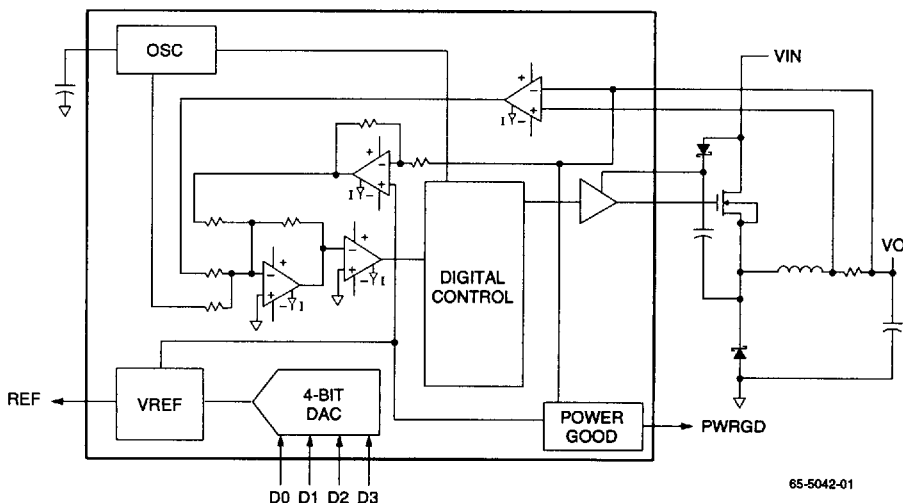 OSC
VIN
+
−
+
I
−
+
−
+
I
−
+
−
+
−
I
+
−
+
−
I
DIGITAL
CONTROL
VO
REF
VREF
4-BIT
DAC
POWER
GOOD
PWRGD
D0 D1 D2 D3
65-5042-01